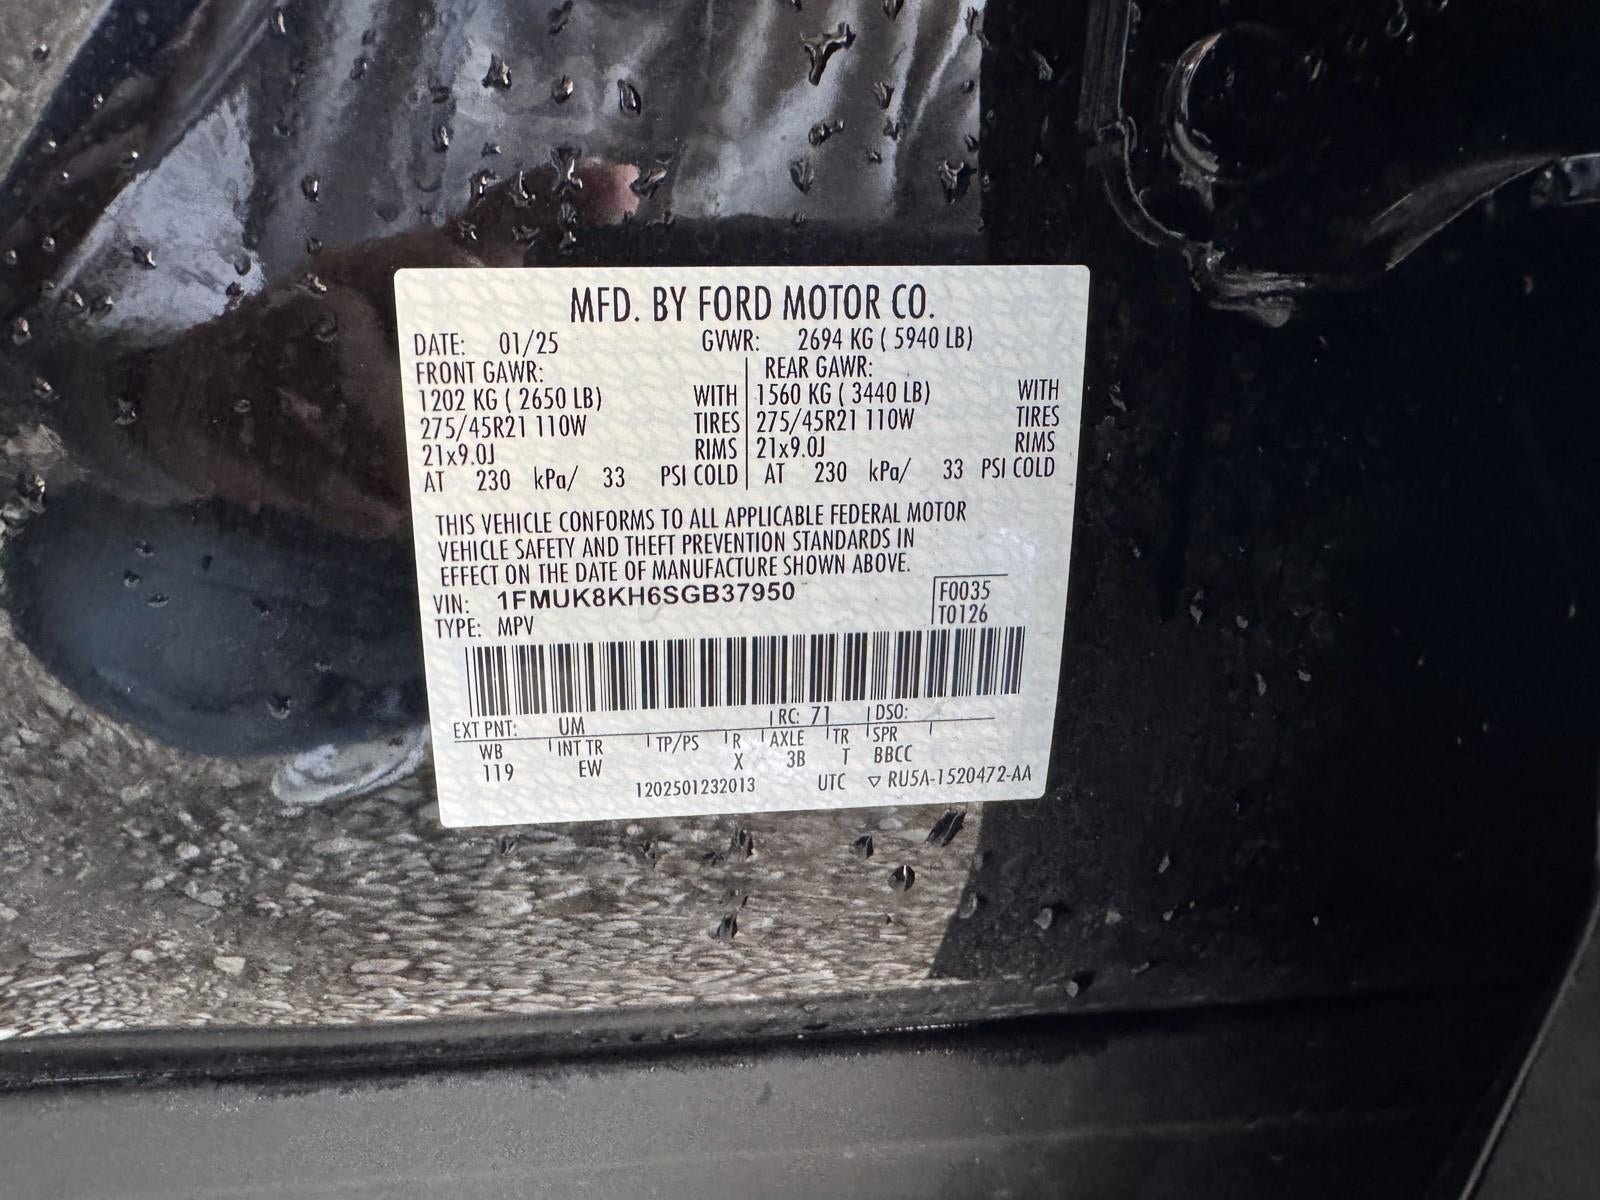 MFD. BY FORD MOTOR CO.
DATE: 01/25 GVWR: 2694 KG ( 5940 LB)
FRONT GAWR: REAR GAWR:
1202 KG ( 2650 LB) WITH 1560 KG ( 3440 LB) WITH
275/45R21 110W TIRES 275/45R21 110W TIRES
21x9.0J RIMS 21x9.0J RIMS
AT 230 kPa/ 33 PSI COLD AT 230 kPa/ 33 PSI COLD
THIS VEHICLE CONFORMS TO ALL APPLICABLE FEDERAL MOTOR
VEHICLE SAFETY AND THEFT PREVENTION STANDARDS IN
EFFECT ON THE DATE OF MANUFACTURE SHOWN ABOVE.
VIN: 1FMUK8KH6SGB37950 F0035
TYPE: MPV T0126
EXT PNT: UM RC: 71 DSO:
WB INT TR TP/PS R AXLE TR SPR
119 EW X 3B T BBCC
1202501232013 UTC ▽ RU5A-1520472-AA